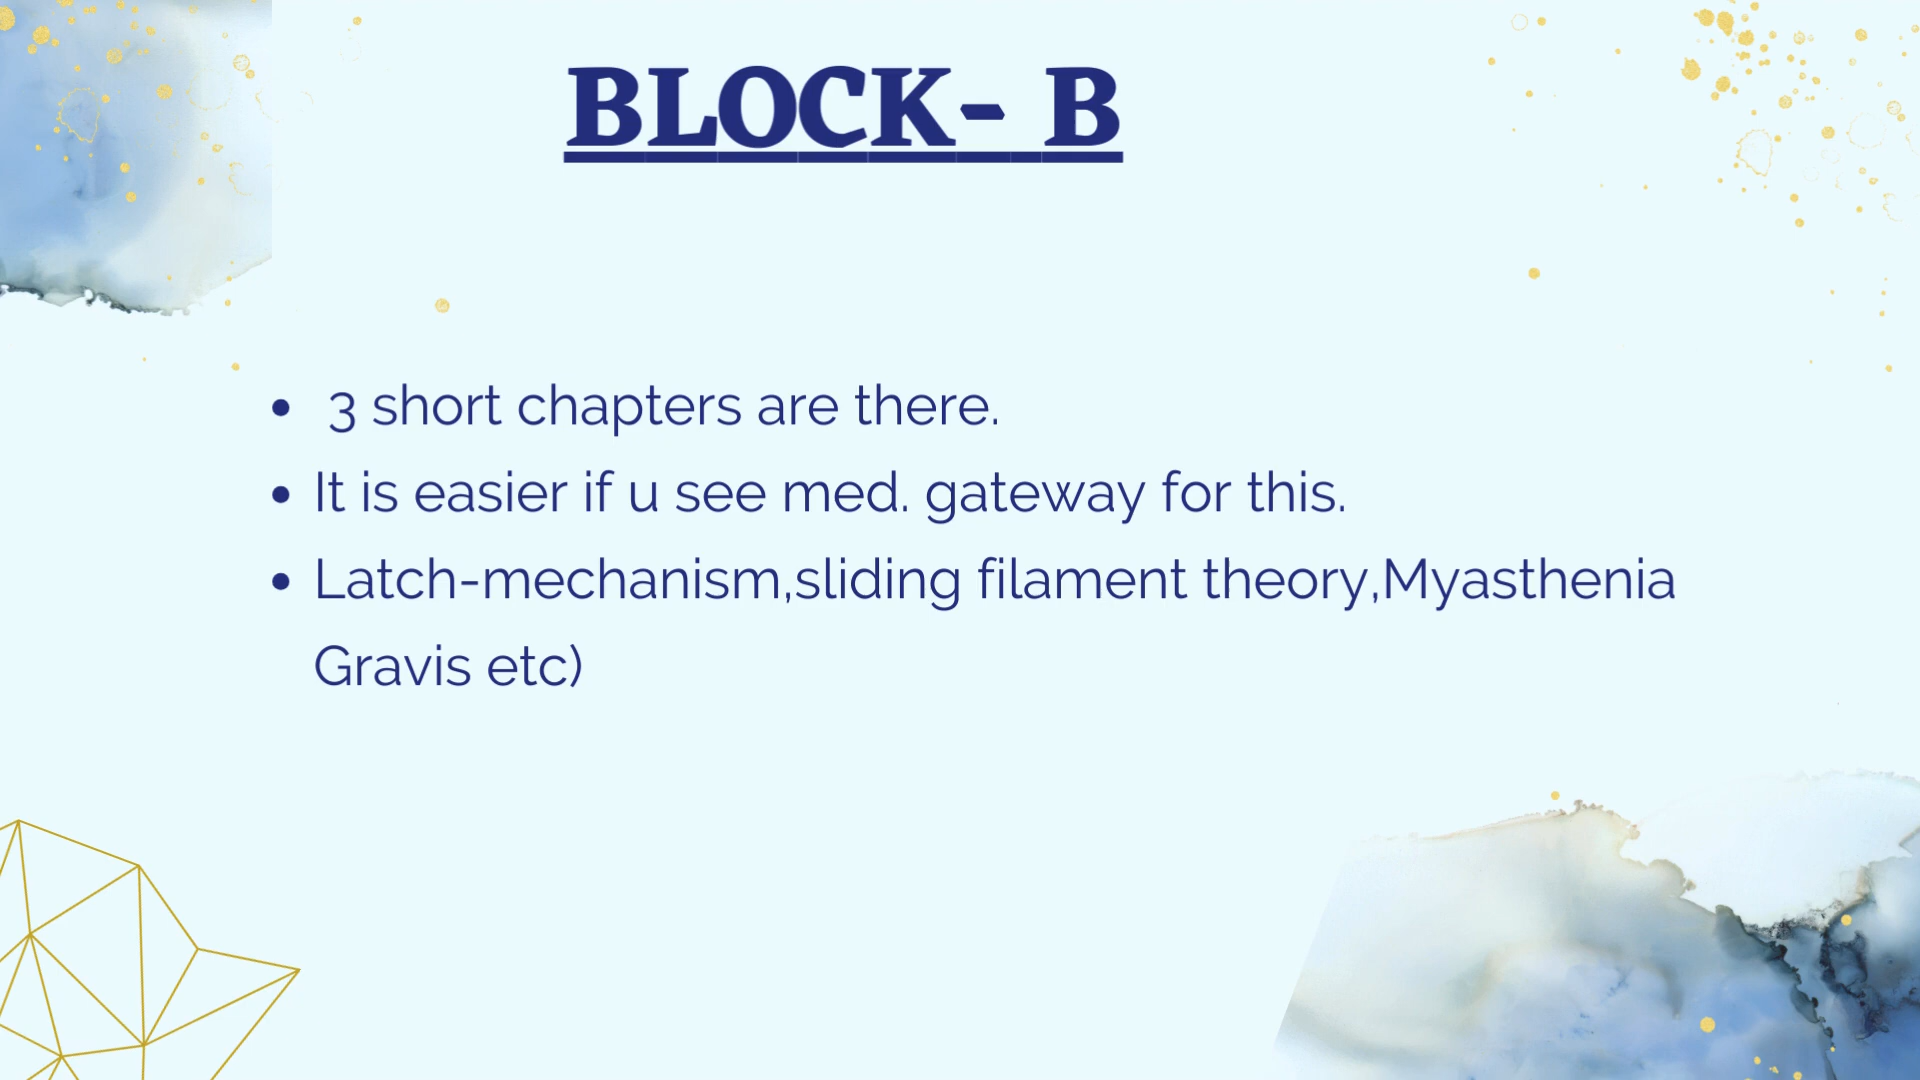 BLOCK- B
• 3 short chapters are there.
• It is easier if u see med. gateway for this.
• Latch-mechanism,sliding filament theory,Myasthenia
Gravis etc)